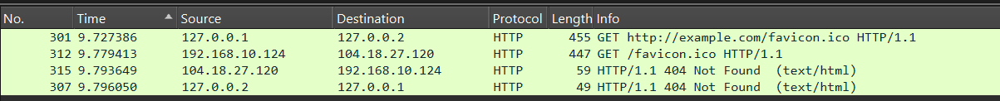 No. Time Source Destination Protocol Length Info
301 9.727386 127.0.0.1 127.0.0.2 HTTP 455 GET http://example.com/favicon.ico HTTP/1.1
312 9.779413 192.168.10.124 104.18.27.120 HTTP 447 GET /favicon.ico HTTP/1.1
315 9.793649 104.18.27.120 192.168.10.124 HTTP 59 HTTP/1.1 404 Not Found (text/html)
307 9.796050 127.0.0.2 127.0.0.1 HTTP 49 HTTP/1.1 404 Not Found (text/html)